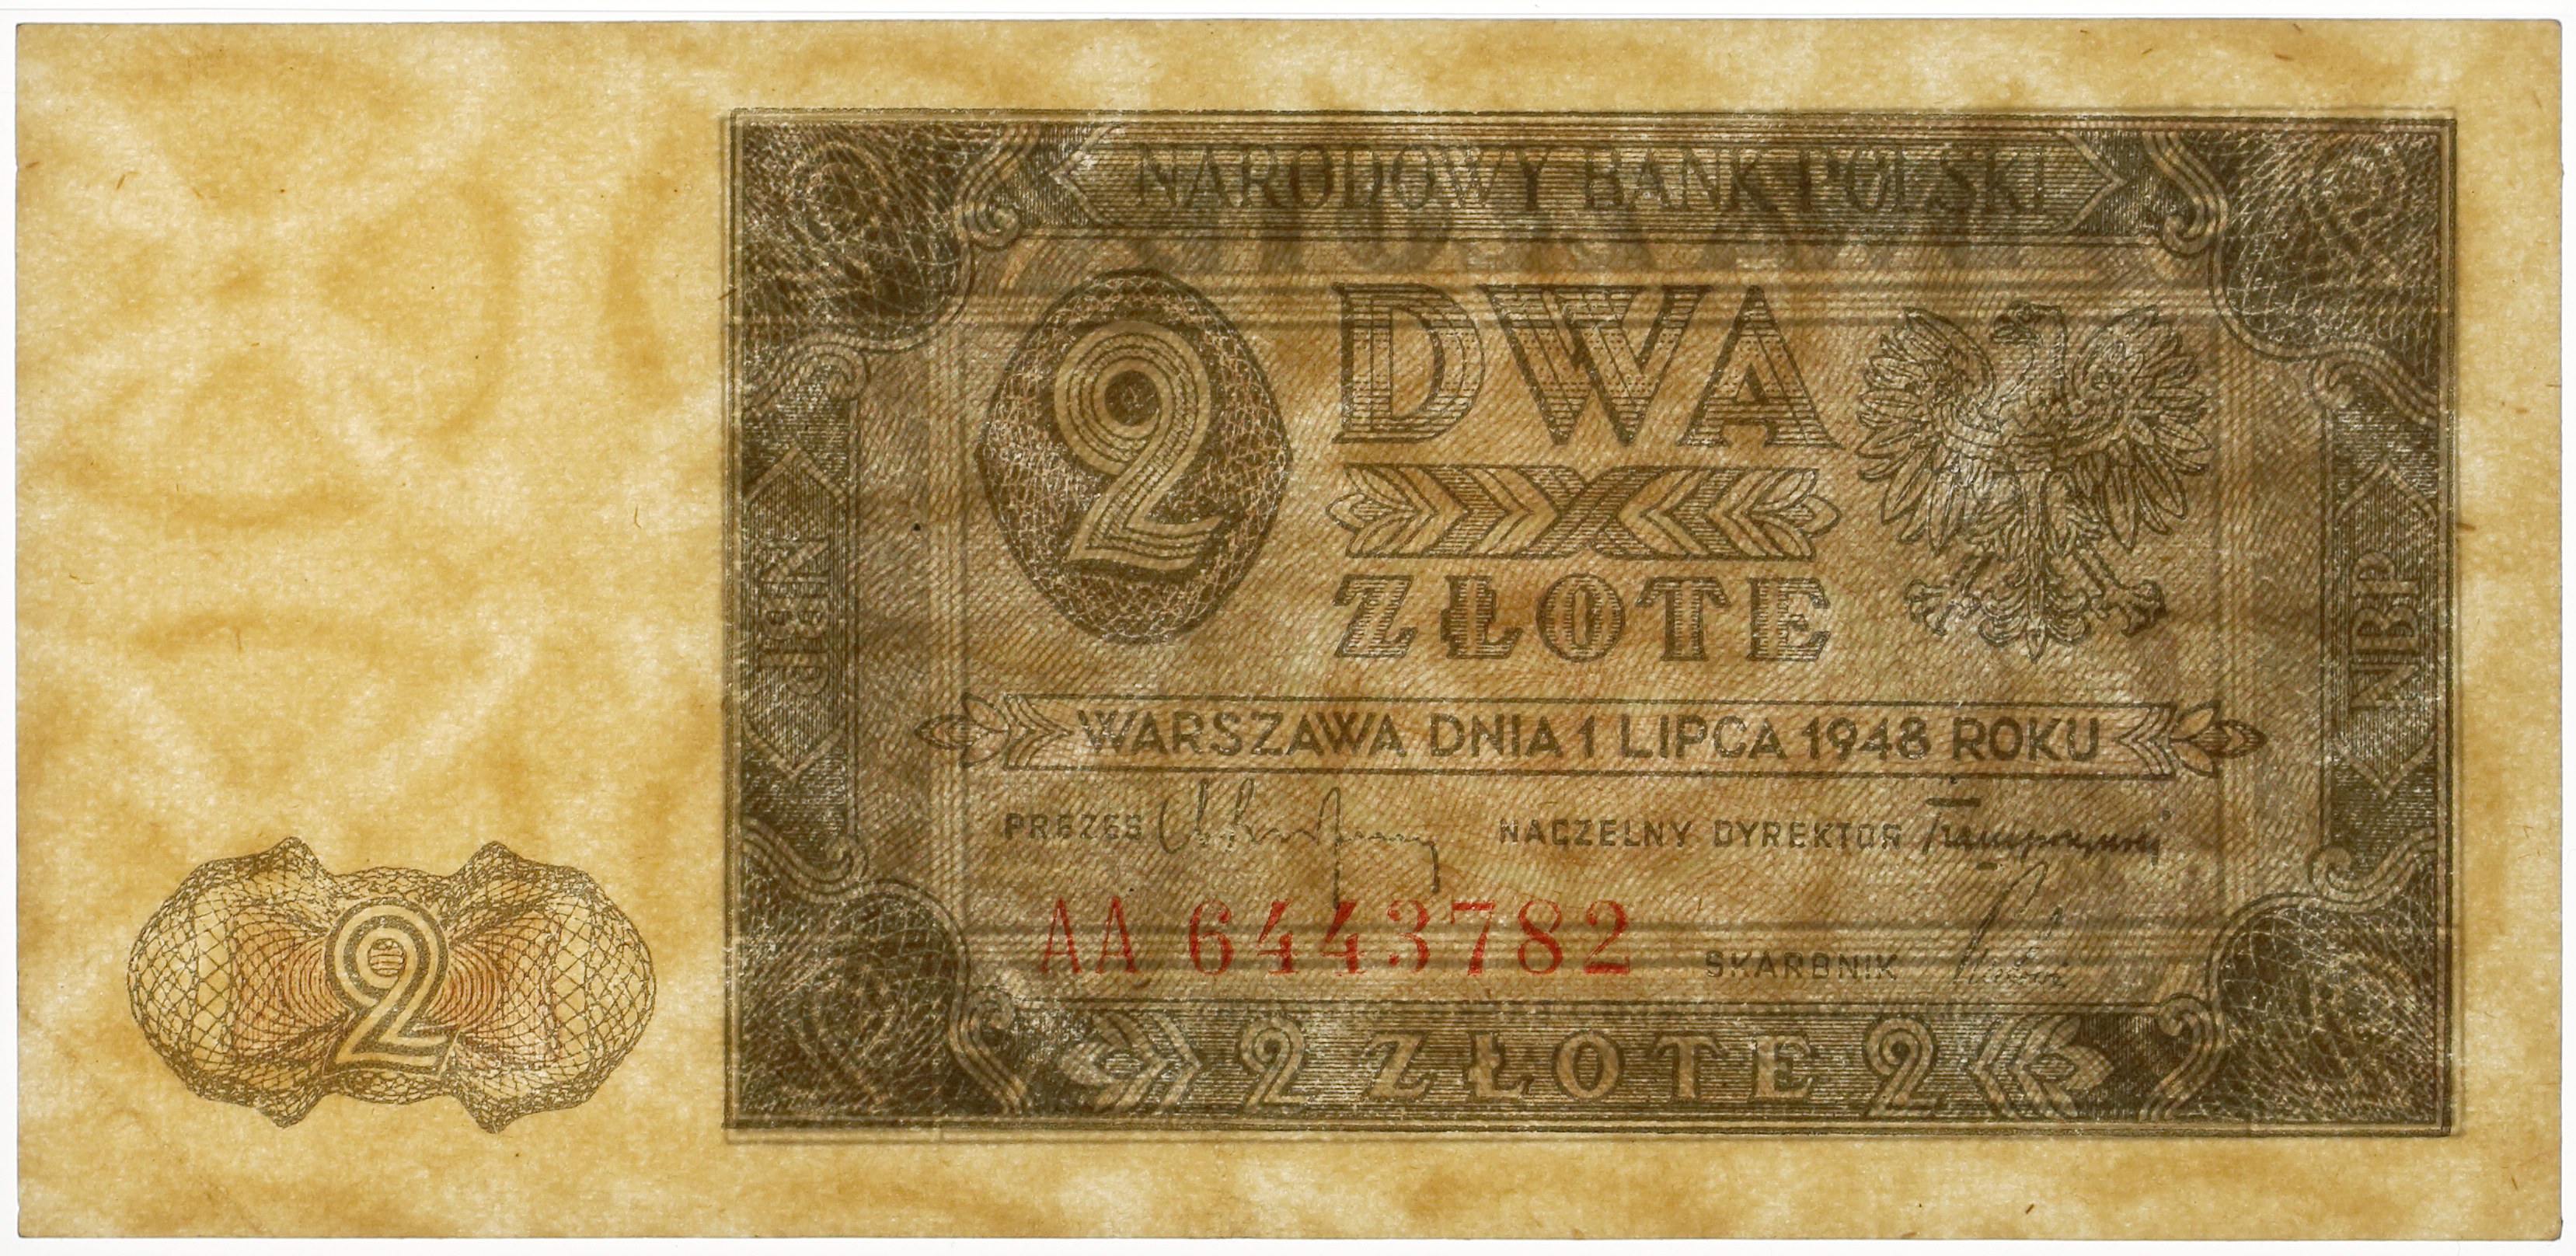 NARODOWY BANK POLSKI
2
DWA
ZŁOTE
NBP
NBP
WARSZAWA DNIA 1 LIPCA 1948 ROKU
PREZES NACZELNY DYREKTOR
AA 6443782
SKARBNIK
2 ZŁOTE 2
2